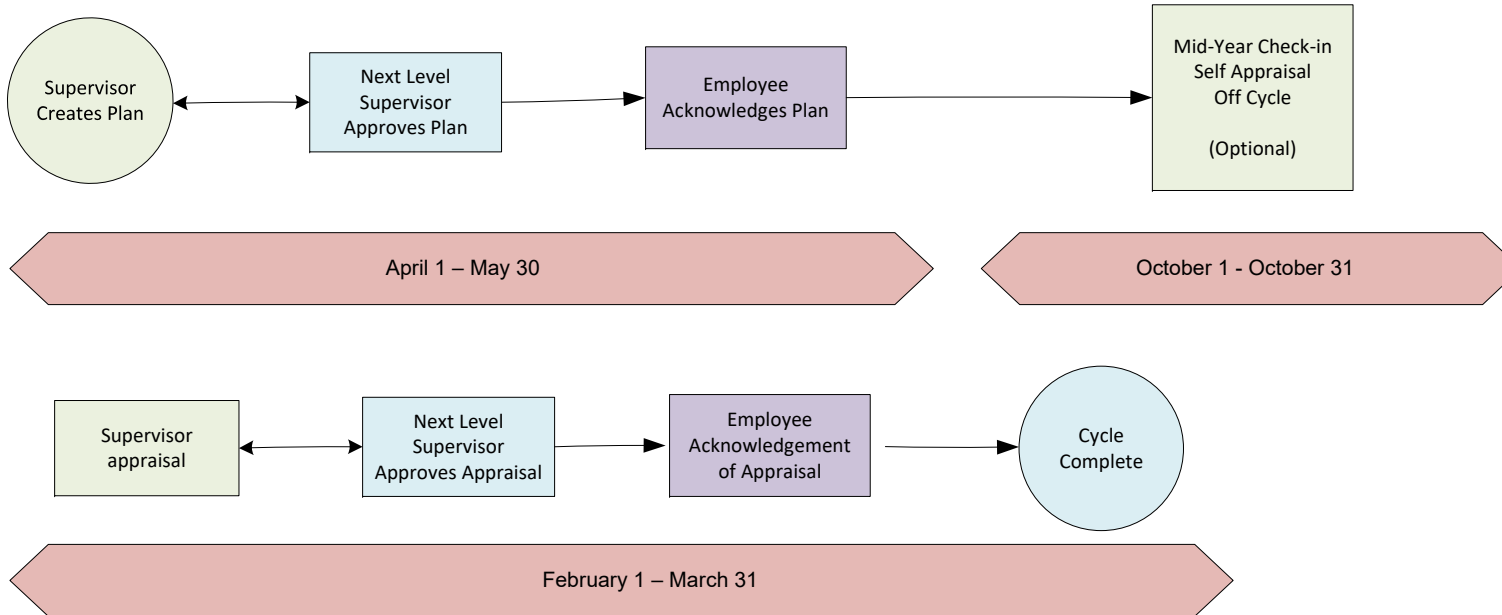 Supervisor
Creates Plan
Next Level
Supervisor
Approves Plan
Employee
Acknowledges Plan
Mid-Year Check-in
Self Appraisal
Off Cycle
(Optional)
April 1 – May 30
October 1 - October 31
Supervisor
appraisal
Next Level
Supervisor
Approves Appraisal
Employee
Acknowledgement
of Appraisal
Cycle
Complete
February 1 – March 31